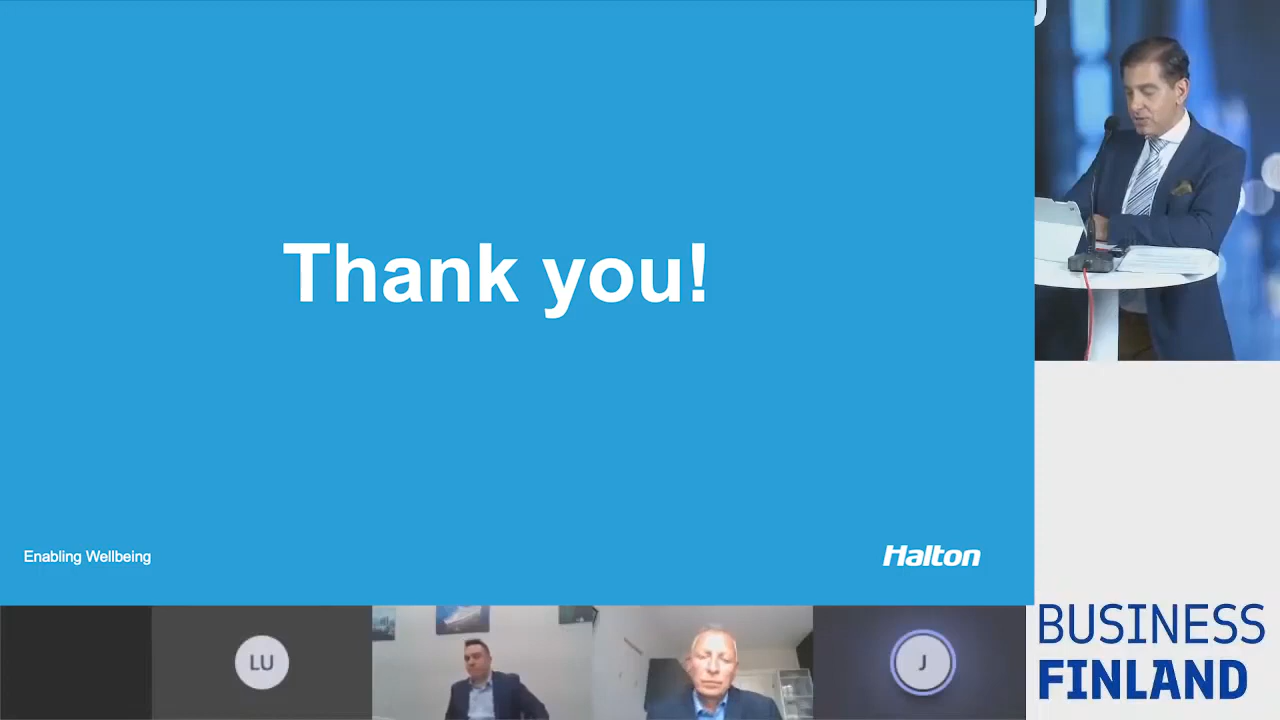 Thank you!
Enabling Wellbeing
Halton
LU
J
BUSINESS
FINLAND